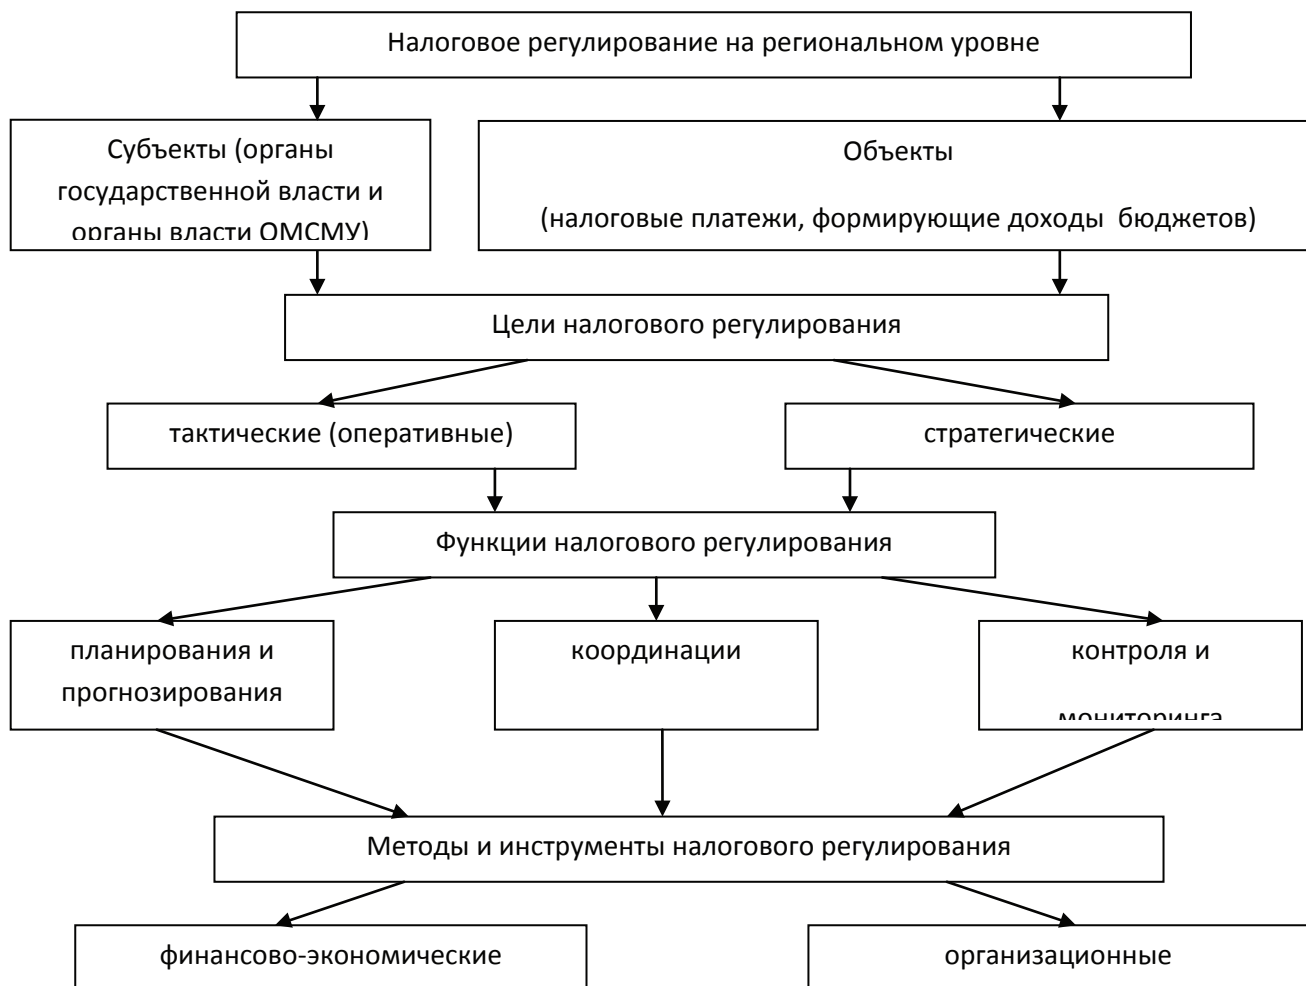 Налоговое регулирование на региональном уровне
Субъекты (органы
государственной власти и
органы власти ОМСМУ)
Объекты
(налоговые платежи, формирующие доходы бюджетов)
Цели налогового регулирования
тактические (оперативные)
стратегические
Функции налогового регулирования
планирования и
прогнозирования
координации
контроля и
мониторинга
Методы и инструменты налогового регулирования
финансово-экономические
организационные